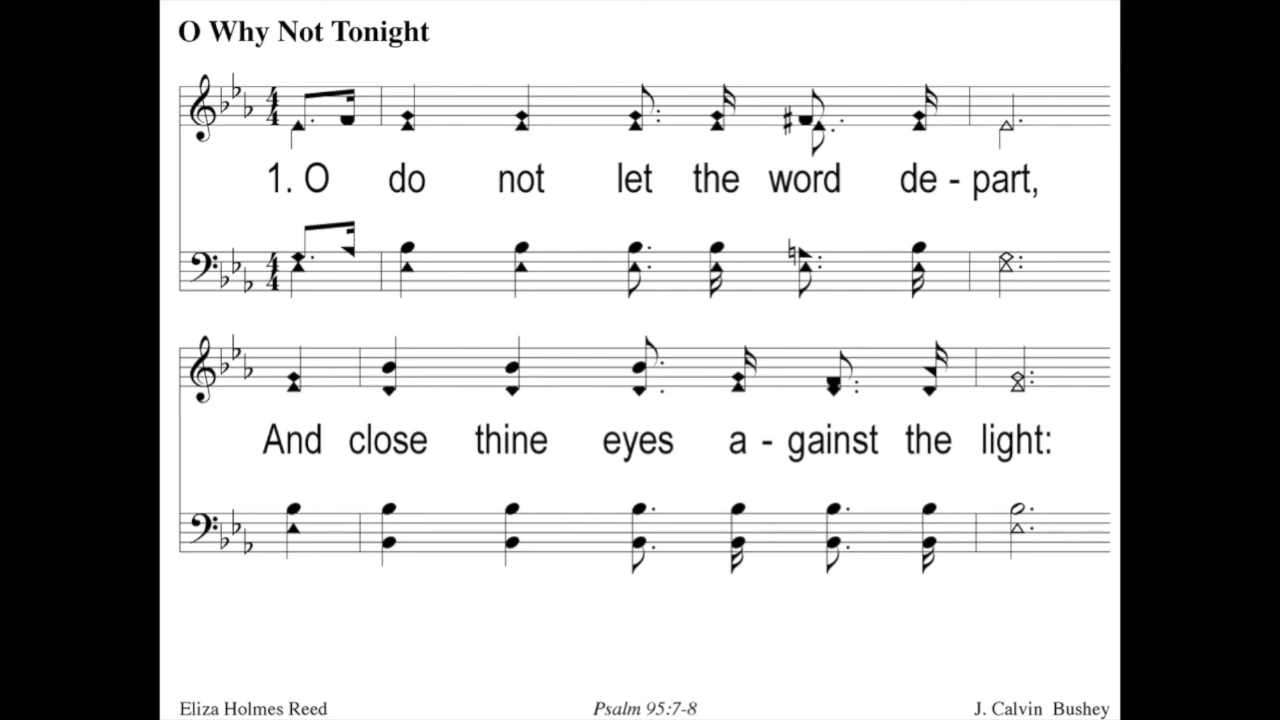 O Why Not Tonight
1. O do not let the word de - part,
And close thine eyes a - gainst the light:
Eliza Holmes Reed Psalm 95:7-8 J. Calvin Bushey